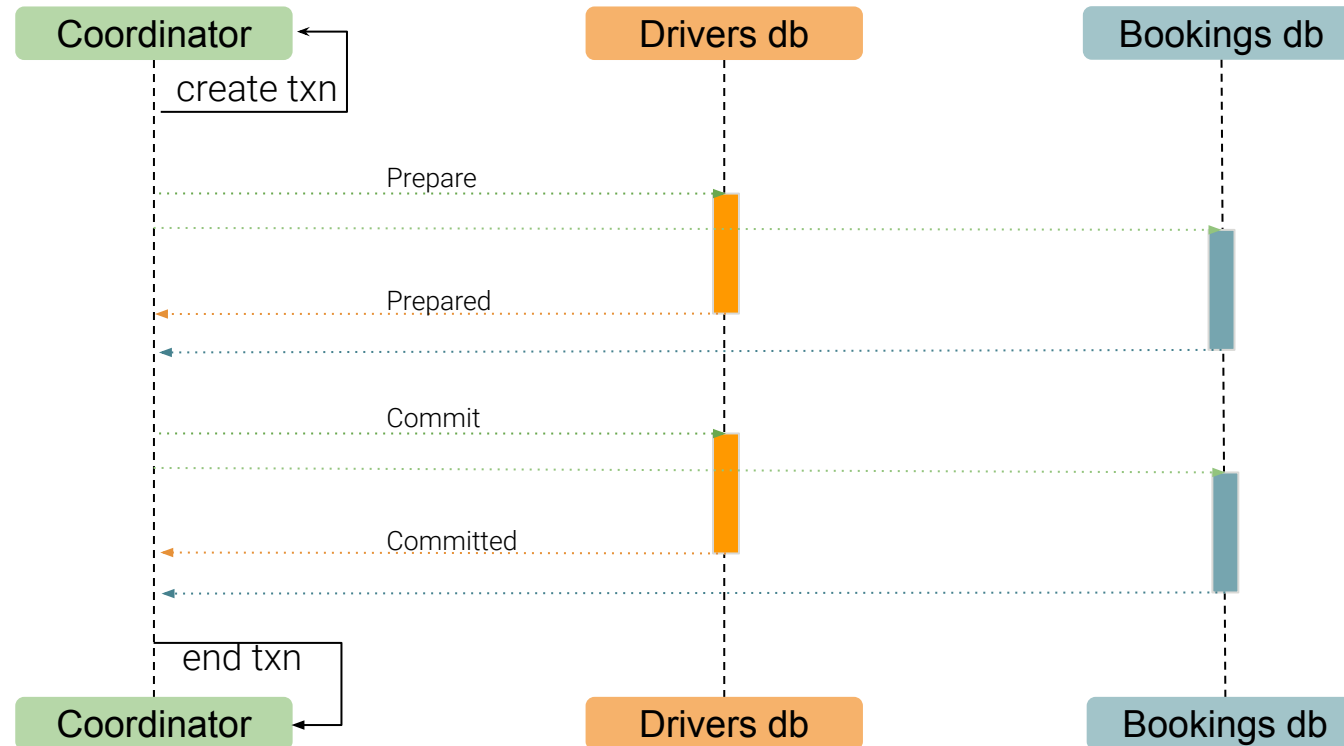 Coordinator
Drivers db
Bookings db
create txn
Prepare
Prepared
Commit
Committed
end txn
Coordinator
Drivers db
Bookings db